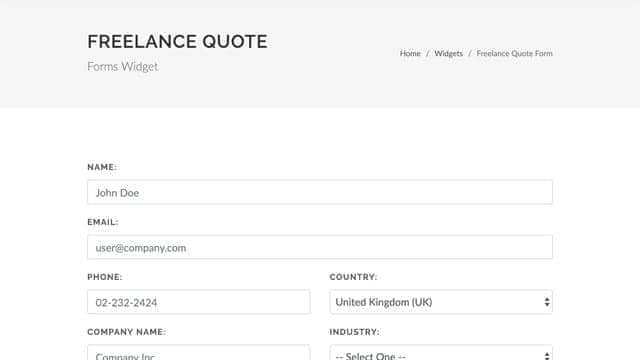 FREELANCE QUOTE
Forms Widget
Home / Widgets / Freelance Quote Form
NAME:
John Doe
EMAIL:
user@company.com
PHONE:
COUNTRY:
02-232-2424
United Kingdom (UK)
COMPANY NAME:
INDUSTRY:
Company Inc
-- Select One --